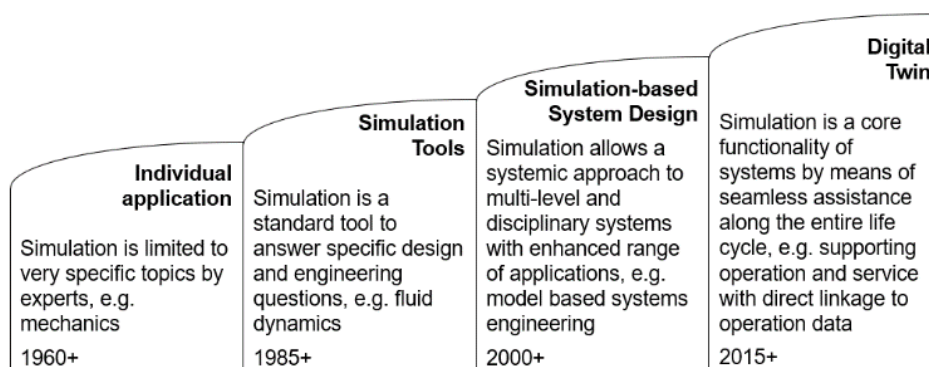 Individual
application
Simulation is limited to
very specific topics by
experts, e.g.
mechanics
1960+
Simulation
Tools
Simulation is a
standard tool to
answer specific design
and engineering
questions, e.g. fluid
dynamics
1985+
Simulation-based
System Design
Simulation allows a
systemic approach to
multi-level and
disciplinary systems
with enhanced range
of applications, e.g.
model based systems
engineering
2000+
Digital
Twin
Simulation is a core
functionality of
systems by means of
seamless assistance
along the entire life
cycle, e.g. supporting
operation and service
with direct linkage to
operation data
2015+